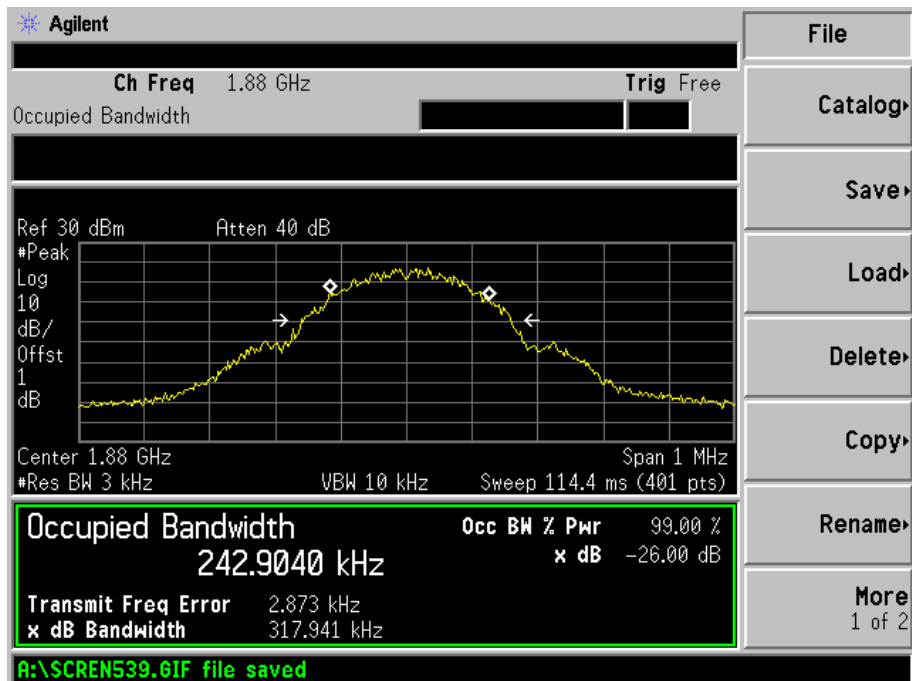 Agilent
File
Ch Freq 1.88 GHz Trig Free
Occupied Bandwidth
Catalog
Save
Ref 30 dBm Atten 40 dB
#Peak
Log
10
dB/
Offst
1
dB
Load
Delete
Copy
Center 1.88 GHz Span 1 MHz
#Res BW 3 kHz VBW 10 kHz Sweep 114.4 ms (401 pts)
Occupied Bandwidth Occ BW % Pwr 99.00 %
242.9040 kHz x dB -26.00 dB
Transmit Freq Error 2.873 kHz
x dB Bandwidth 317.941 kHz
Rename
More
1 of 2
A:\SCREN539.GIF file saved